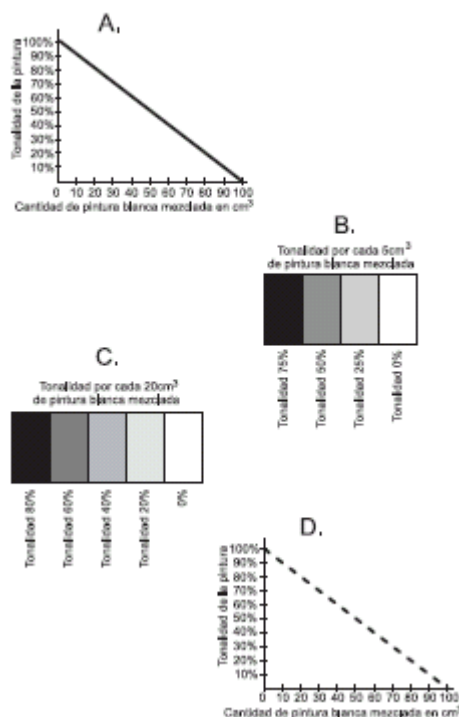 A.
Tonalidad de la pintura
100%
90%
80%
70%
60%
50%
40%
30%
20%
10%
0 10 20 30 40 50 60 70 80 90 100
Cantidad de pintura blanca mezclada en cm³
B.
Tonalidad por cada 5cm³
de pintura blanca mezclada
Tonalidad 75%
Tonalidad 50%
Tonalidad 25%
Tonalidad 0%
C.
Tonalidad por cada 20cm³
de pintura blanca mezclada
Tonalidad 80%
Tonalidad 60%
Tonalidad 40%
Tonalidad 20%
0%
D.
Tonalidad de la pintura
100%
90%
80%
70%
60%
50%
40%
30%
20%
10%
0 10 20 30 40 50 60 70 80 90 100
Cantidad de pintura blanca mezclada en cm³